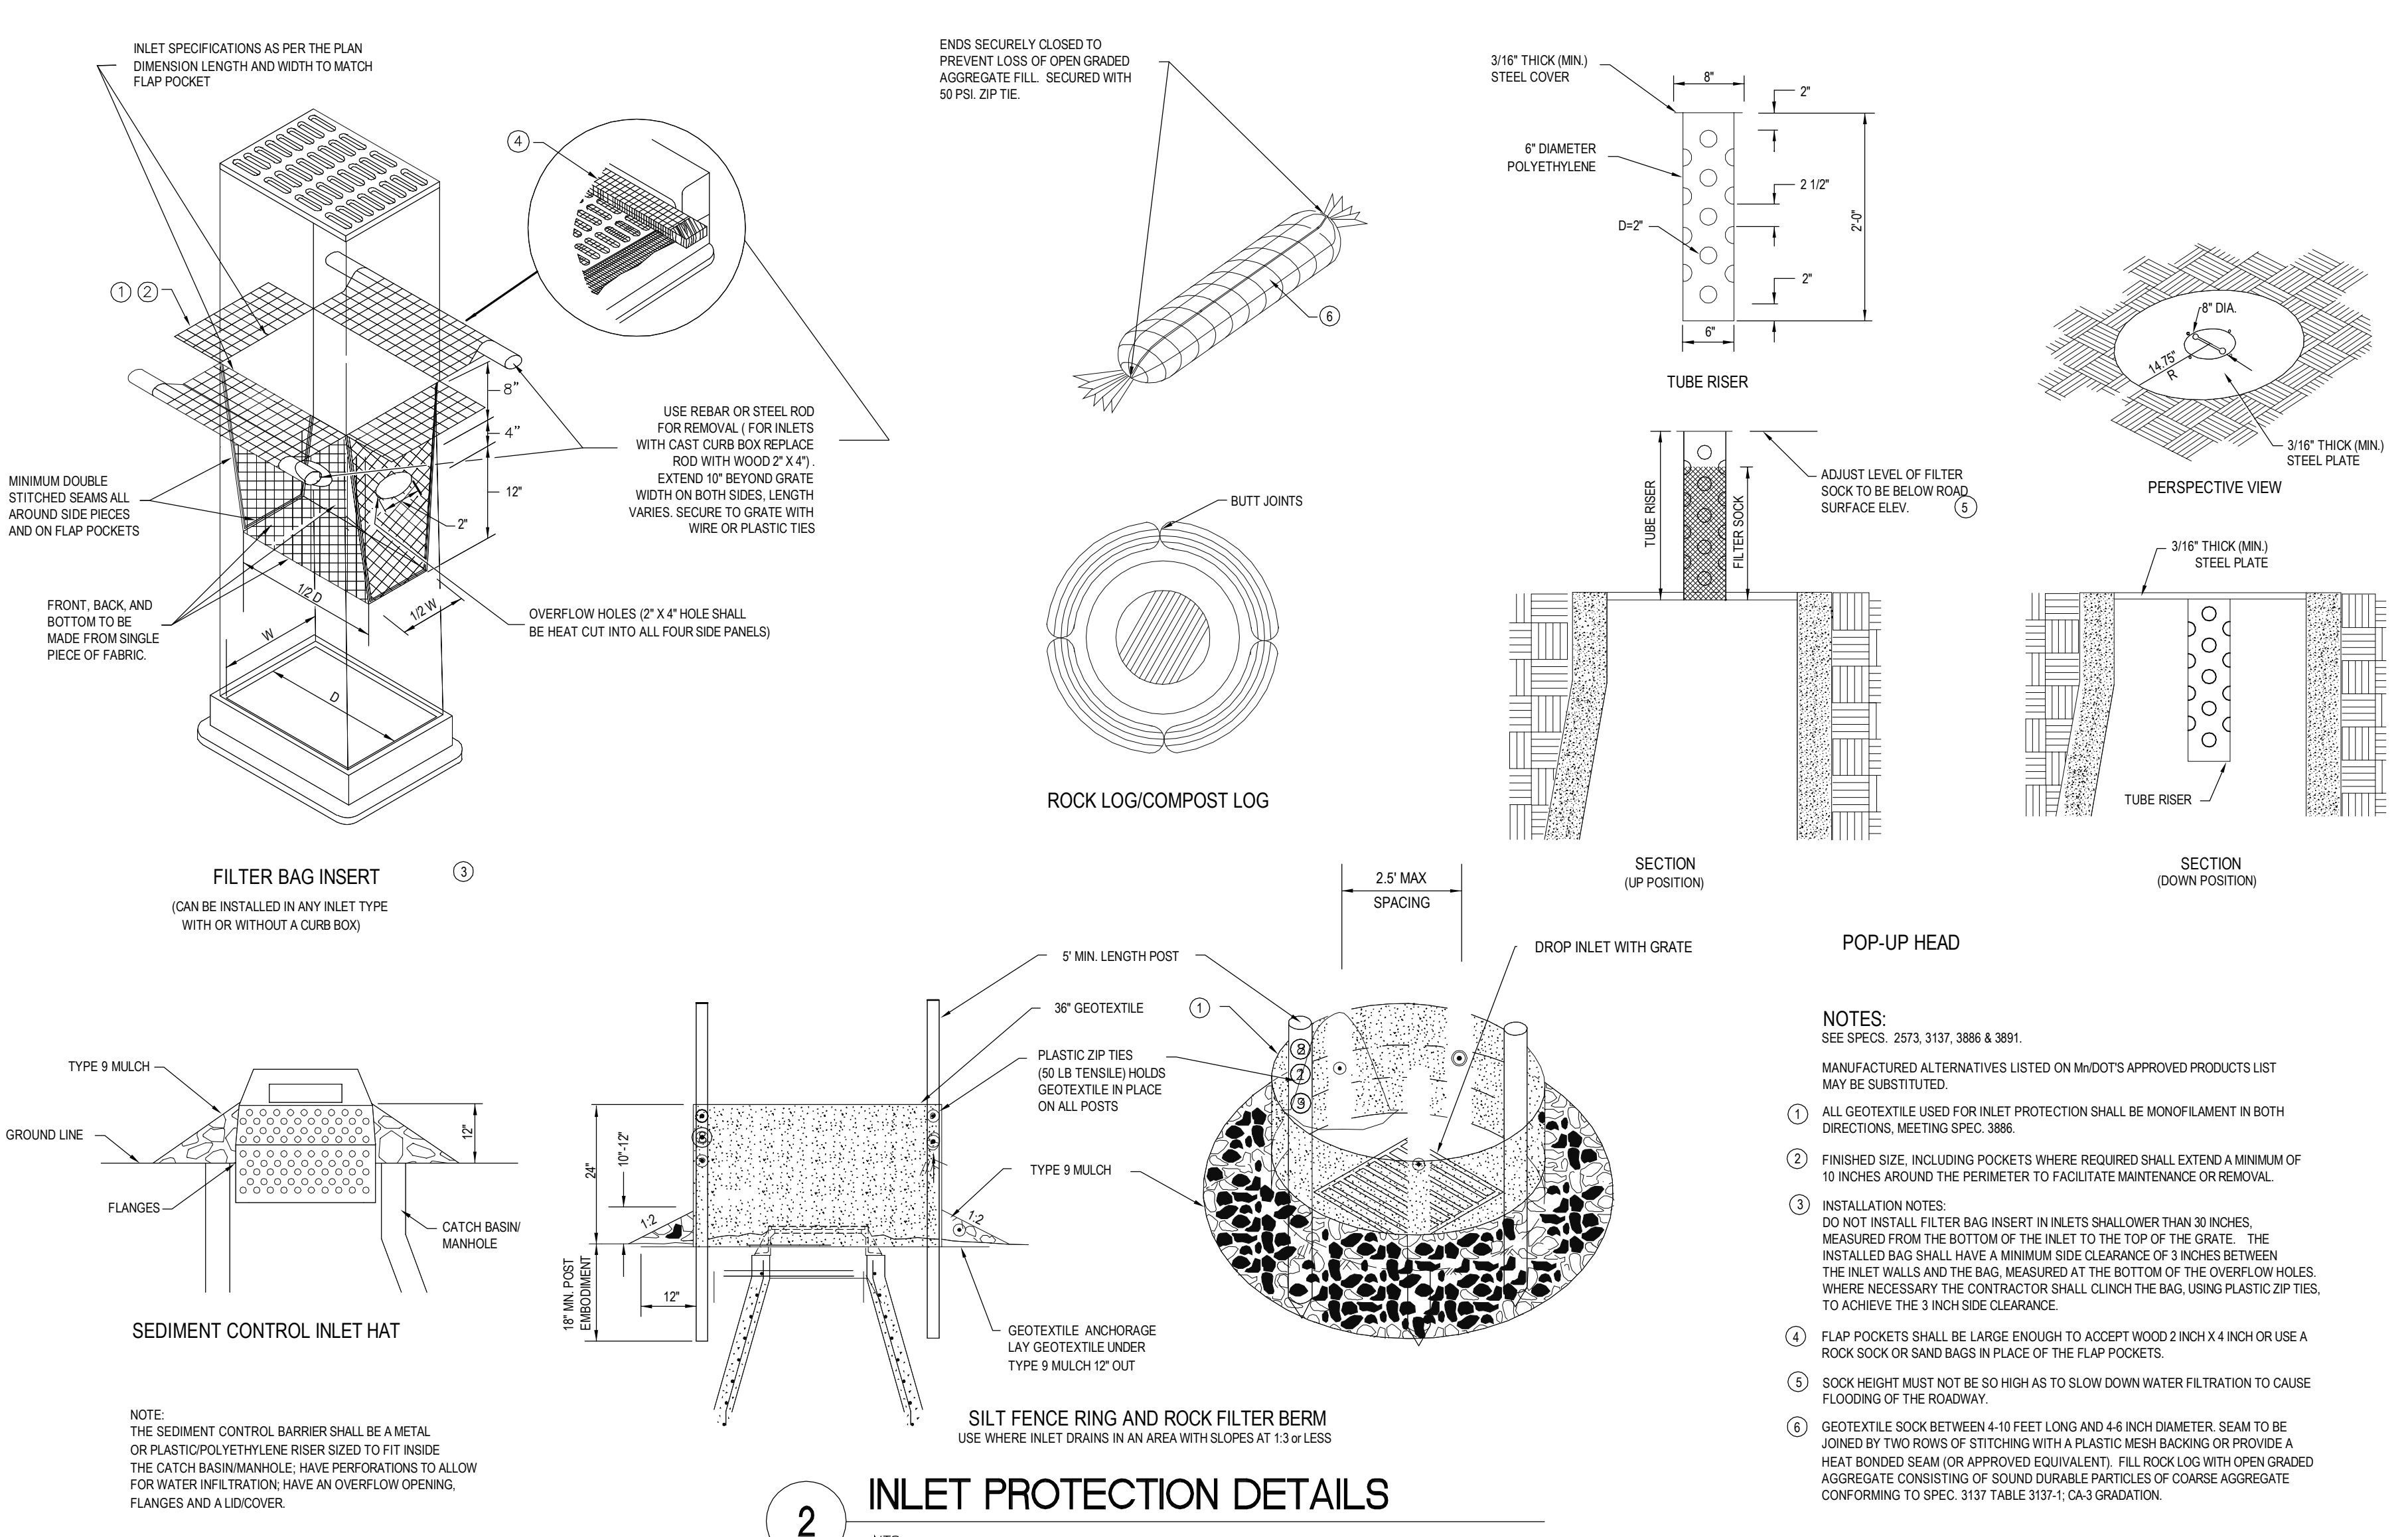 INLET SPECIFICATIONS AS PER THE PLAN
DIMENSION LENGTH AND WIDTH TO MATCH
FLAP POCKET
4
1 2
8"
4"
12"
2"
MINIMUM DOUBLE
STITCHED SEAMS ALL
AROUND SIDE PIECES
AND ON FLAP POCKETS
USE REBAR OR STEEL ROD
FOR REMOVAL ( FOR INLETS
WITH CAST CURB BOX REPLACE
ROD WITH WOOD 2" X 4") .
EXTEND 10" BEYOND GRATE
WIDTH ON BOTH SIDES, LENGTH
VARIES. SECURE TO GRATE WITH
WIRE OR PLASTIC TIES
FRONT, BACK, AND
BOTTOM TO BE
MADE FROM SINGLE
PIECE OF FABRIC.
1/2 D
1/2 W
W
D
OVERFLOW HOLES (2" X 4" HOLE SHALL
BE HEAT CUT INTO ALL FOUR SIDE PANELS)
FILTER BAG INSERT
3
(CAN BE INSTALLED IN ANY INLET TYPE
WITH OR WITHOUT A CURB BOX)
ENDS SECURELY CLOSED TO
PREVENT LOSS OF OPEN GRADED
AGGREGATE FILL. SECURED WITH
50 PSI. ZIP TIE.
6
BUTT JOINTS
ROCK LOG/COMPOST LOG
3/16" THICK (MIN.)
STEEL COVER
8"
2"
6" DIAMETER
POLYETHYLENE
2 1/2"
D=2"
2'-0"
2"
6"
TUBE RISER
8" DIA.
14.75"
R
3/16" THICK (MIN.)
STEEL PLATE
PERSPECTIVE VIEW
TUBE RISER
FILTER SOCK
ADJUST LEVEL OF FILTER
SOCK TO BE BELOW ROAD
SURFACE ELEV.
5
SECTION
(UP POSITION)
3/16" THICK (MIN.)
STEEL PLATE
TUBE RISER
SECTION
(DOWN POSITION)
POP-UP HEAD
TYPE 9 MULCH
GROUND LINE
12"
FLANGES
CATCH BASIN/
MANHOLE
SEDIMENT CONTROL INLET HAT
NOTE:
THE SEDIMENT CONTROL BARRIER SHALL BE A METAL
OR PLASTIC/POLYETHYLENE RISER SIZED TO FIT INSIDE
THE CATCH BASIN/MANHOLE; HAVE PERFORATIONS TO ALLOW
FOR WATER INFILTRATION; HAVE AN OVERFLOW OPENING,
FLANGES AND A LID/COVER.
2.5' MAX
SPACING
5' MIN. LENGTH POST
DROP INLET WITH GRATE
36" GEOTEXTILE
1
PLASTIC ZIP TIES
(50 LB TENSILE) HOLDS
GEOTEXTILE IN PLACE
ON ALL POSTS
24"
10"-12"
1:2
1:2
TYPE 9 MULCH
18" MN. POST
EMBODIMENT
12"
GEOTEXTILE ANCHORAGE
LAY GEOTEXTILE UNDER
TYPE 9 MULCH 12" OUT
SILT FENCE RING AND ROCK FILTER BERM
USE WHERE INLET DRAINS IN AN AREA WITH SLOPES AT 1:3 or LESS
2
INLET PROTECTION DETAILS
NOTES:
SEE SPECS. 2573, 3137, 3886 & 3891.
MANUFACTURED ALTERNATIVES LISTED ON Mn/DOT'S APPROVED PRODUCTS LIST
MAY BE SUBSTITUTED.
1 ALL GEOTEXTILE USED FOR INLET PROTECTION SHALL BE MONOFILAMENT IN BOTH
DIRECTIONS, MEETING SPEC. 3886.
2 FINISHED SIZE, INCLUDING POCKETS WHERE REQUIRED SHALL EXTEND A MINIMUM OF
10 INCHES AROUND THE PERIMETER TO FACILITATE MAINTENANCE OR REMOVAL.
3 INSTALLATION NOTES:
DO NOT INSTALL FILTER BAG INSERT IN INLETS SHALLOWER THAN 30 INCHES,
MEASURED FROM THE BOTTOM OF THE INLET TO THE TOP OF THE GRATE. THE
INSTALLED BAG SHALL HAVE A MINIMUM SIDE CLEARANCE OF 3 INCHES BETWEEN
THE INLET WALLS AND THE BAG, MEASURED AT THE BOTTOM OF THE OVERFLOW HOLES.
WHERE NECESSARY THE CONTRACTOR SHALL CLINCH THE BAG, USING PLASTIC ZIP TIES,
TO ACHIEVE THE 3 INCH SIDE CLEARANCE.
4 FLAP POCKETS SHALL BE LARGE ENOUGH TO ACCEPT WOOD 2 INCH X 4 INCH OR USE A
ROCK SOCK OR SAND BAGS IN PLACE OF THE FLAP POCKETS.
5 SOCK HEIGHT MUST NOT BE SO HIGH AS TO SLOW DOWN WATER FILTRATION TO CAUSE
FLOODING OF THE ROADWAY.
6 GEOTEXTILE SOCK BETWEEN 4-10 FEET LONG AND 4-6 INCH DIAMETER. SEAM TO BE
JOINED BY TWO ROWS OF STITCHING WITH A PLASTIC MESH BACKING OR PROVIDE A
HEAT BONDED SEAM (OR APPROVED EQUIVALENT). FILL ROCK LOG WITH OPEN GRADED
AGGREGATE CONSISTING OF SOUND DURABLE PARTICLES OF COARSE AGGREGATE
CONFORMING TO SPEC. 3137 TABLE 3137-1; CA-3 GRADATION.